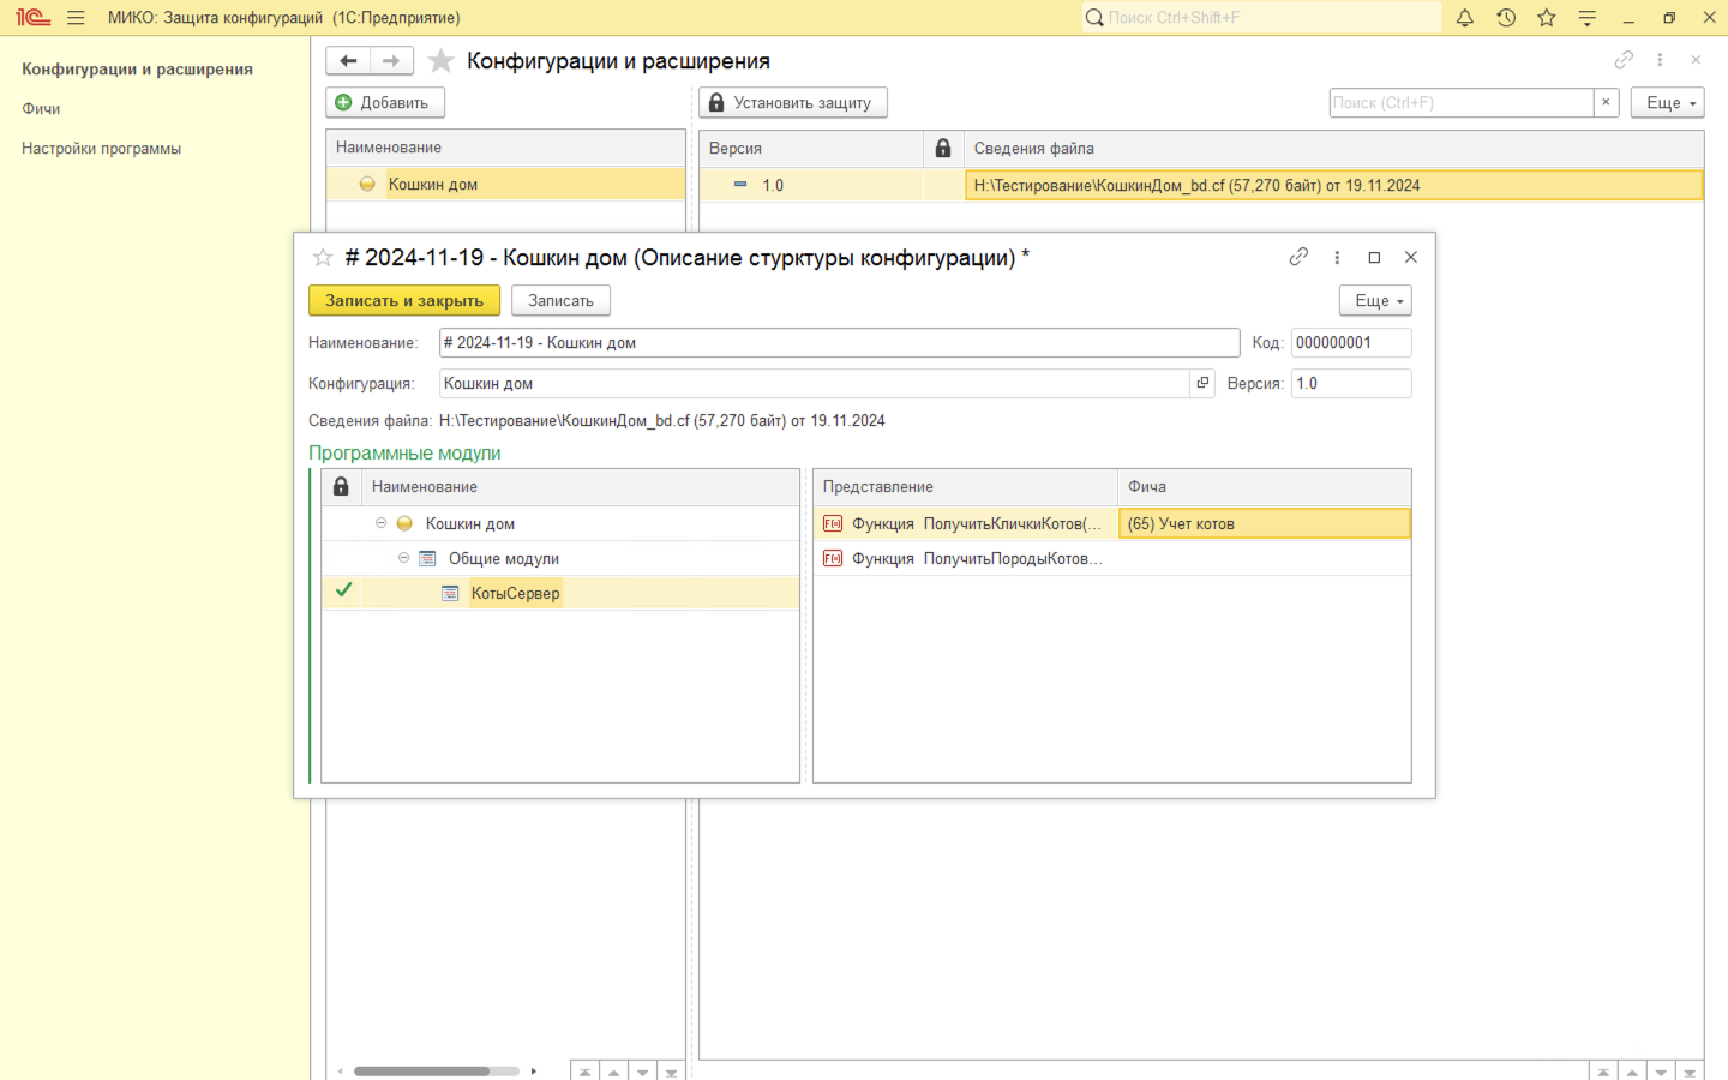 МИКО: Защита конфигураций (1С:Предприятие)
Поиск Ctrl+Shift+F
Конфигурации и расширения
Фичи
Настройки программы
Конфигурации и расширения
Добавить
Установить защиту
Поиск (Ctrl+F)
×
Еще
Наименование
Версия
Сведения файла
Кошкин дом
1.0
H:\Тестирование\КошкинДом_bd.cf (57,270 байт) от 19.11.2024
# 2024-11-19 - Кошкин дом (Описание стурктуры конфигурации) *
Записать и закрыть
Записать
Еще
Наименование:
# 2024-11-19 - Кошкин дом
Код:
000000001
Конфигурация:
Кошкин дом
Версия:
1.0
Сведения файла: H:\Тестирование\КошкинДом_bd.cf (57,270 байт) от 19.11.2024
Программные модули
Наименование
Представление
Фича
Кошкин дом
Функция ПолучитьКличкиКотов(...
(65) Учет котов
Общие модули
Функция ПолучитьПородыКотов...
КотыСервер